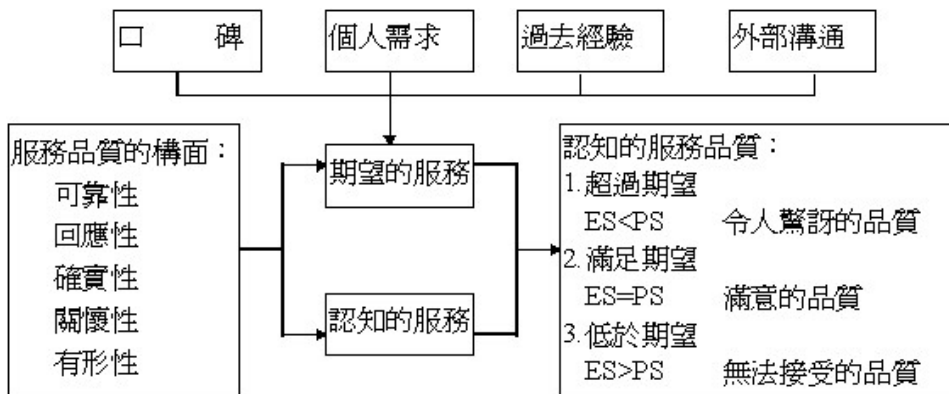 口 碑
個人需求
過去經驗
外部溝通
服務品質的構面：
可靠性
回應性
確實性
關懷性
有形性
期望的服務
認知的服務
認知的服務品質：
1.超過期望
ES<PS 令人驚訝的品質
2.滿足期望
ES=PS 滿意的品質
3.低於期望
ES>PS 無法接受的品質